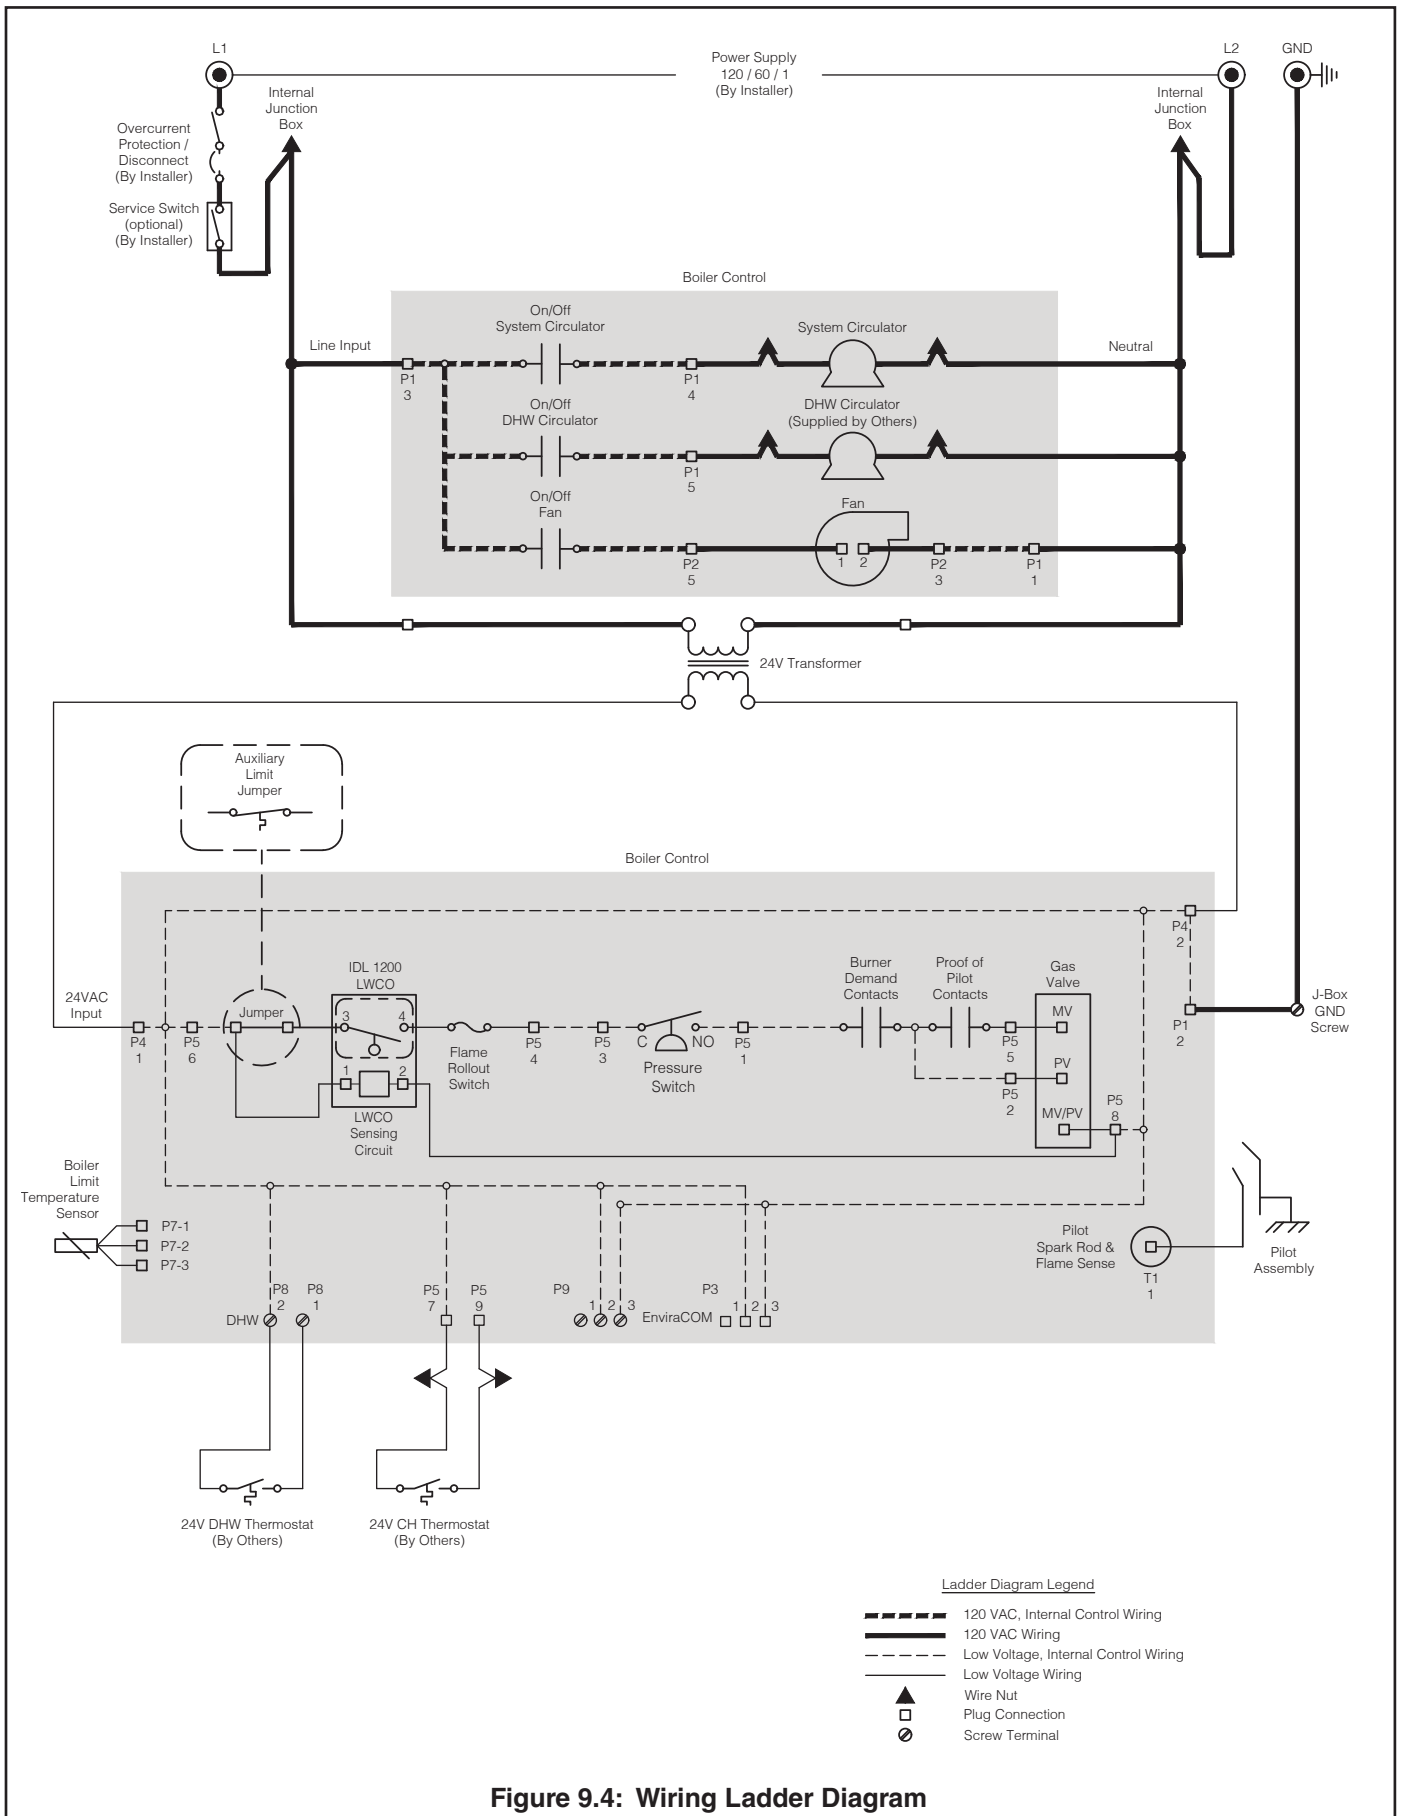 L1
Power Supply
120 / 60 / 1
(By Installer)
L2
GND
Internal
Junction
Box
Internal
Junction
Box
Overcurrent
Protection /
Disconnect
(By Installer)
Service Switch
(optional)
(By Installer)
Boiler Control
On/Off
System Circulator
System Circulator
Line Input
Neutral
P1
3
P1
4
On/Off
DHW Circulator
DHW Circulator
(Supplied by Others)
P1
5
On/Off
Fan
Fan
1 2
P2
5
P2
3
P1
1
24V Transformer
Auxiliary
Limit
Jumper
Boiler Control
P4
2
24VAC
Input
P4
1
P5
6
Jumper
IDL 1200
LWCO
3 4
1 2
LWCO
Sensing
Circuit
Flame
Rollout
Switch
P5
4
P5
3
C NO
Pressure
Switch
P5
1
Burner
Demand
Contacts
Proof of
Pilot
Contacts
Gas
Valve
MV
PV
MV/PV
P5
5
P5
2
P5
8
P1
2
J-Box
GND
Screw
Boiler
Limit
Temperature
Sensor
P7-1
P7-2
P7-3
Pilot
Spark Rod &
Flame Sense
T1
1
Pilot
Assembly
DHW
P8
2
P8
1
P5
7
P5
9
P9
1 2 3
P3
EnviraCOM
1 2 3
24V DHW Thermostat
(By Others)
24V CH Thermostat
(By Others)
Ladder Diagram Legend
120 VAC, Internal Control Wiring
120 VAC Wiring
Low Voltage, Internal Control Wiring
Low Voltage Wiring
Wire Nut
Plug Connection
Screw Terminal
Figure 9.4: Wiring Ladder Diagram